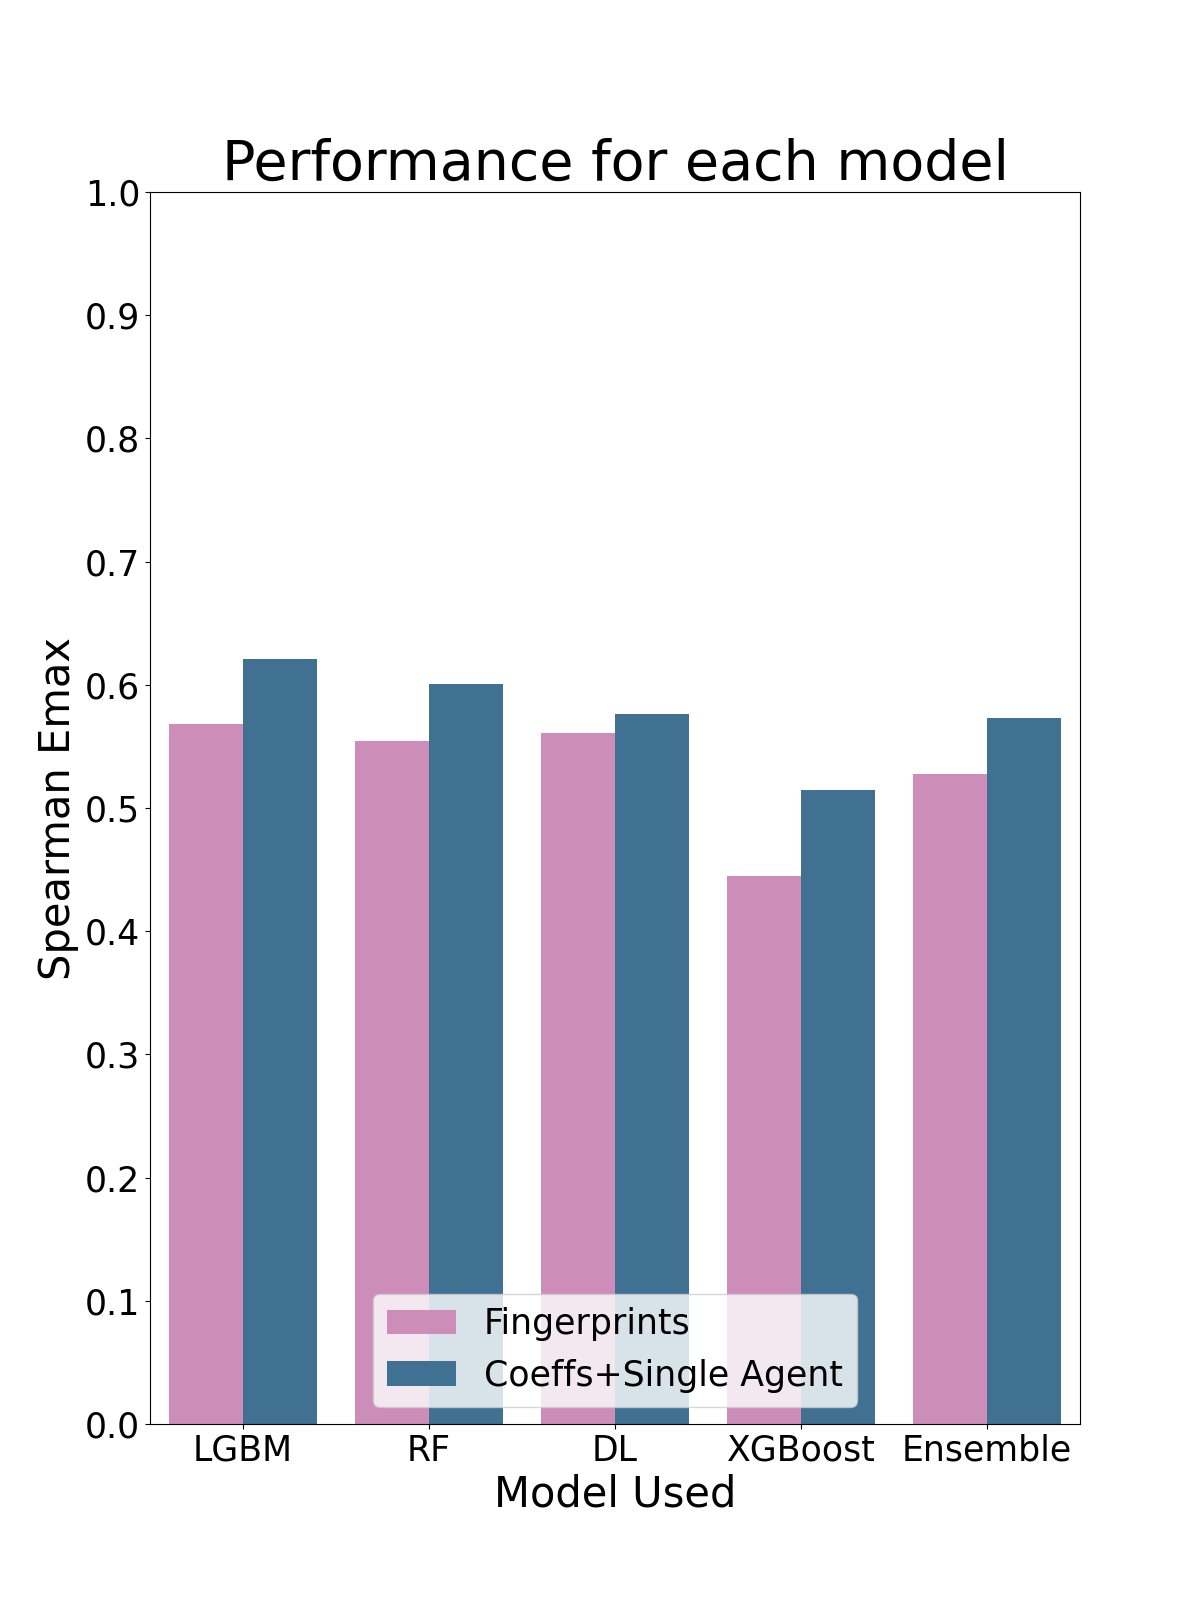 Performance for each model
1.0
0.9
0.8
0.7
0.6
0.5
0.4
0.3
0.2
0.1
0.0
Spearman Emax
Fingerprints
Coeffs+Single Agent
LGBM RF DL XGBoost Ensemble
Model Used